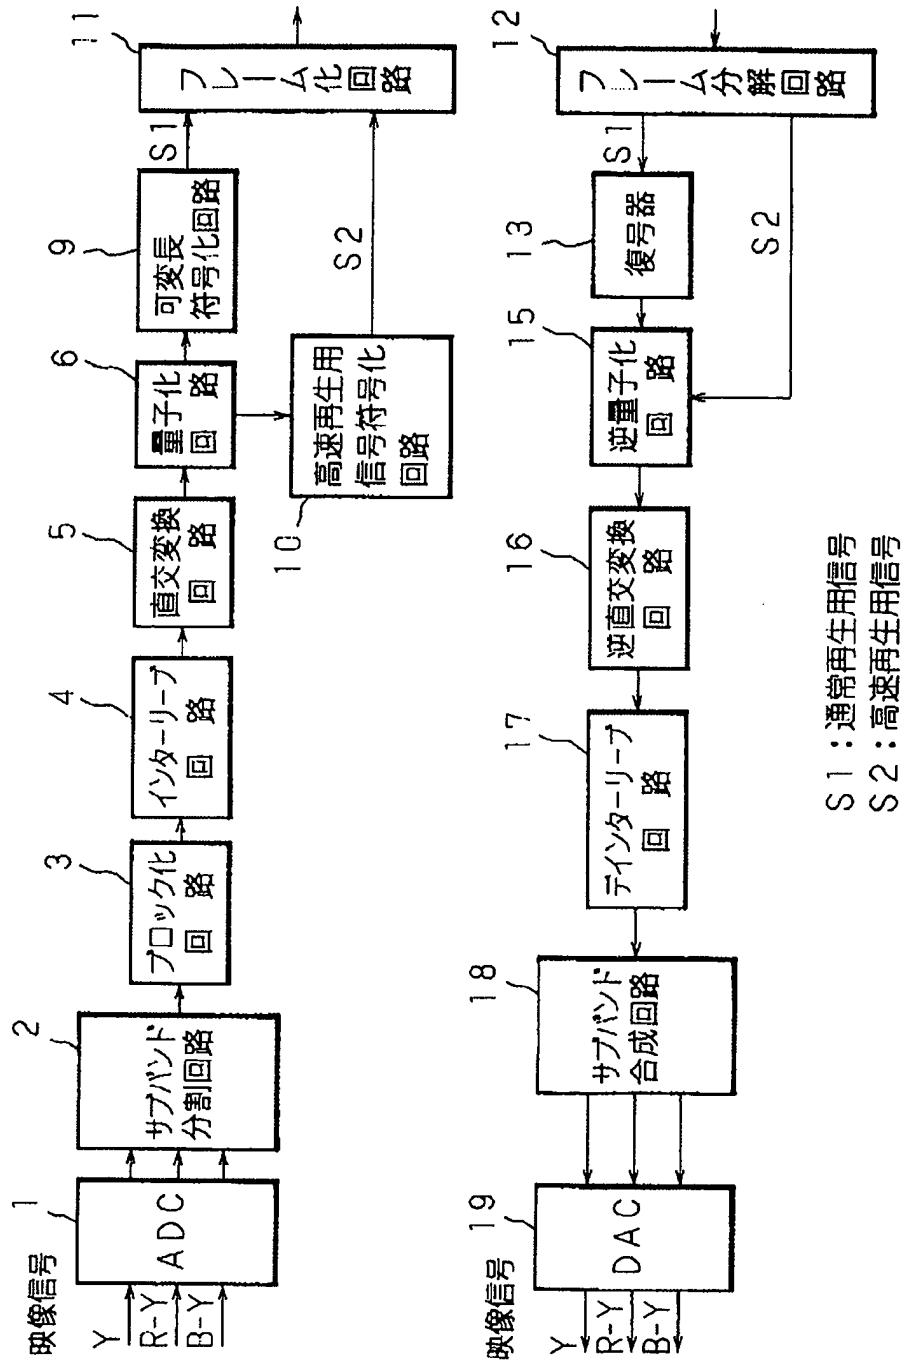 映像信号
Y
R-Y
B-Y
1
ADC
2
サブバンド
分割回路
3
ブロック化
回路
4
インターリーブ
回路
5
直交変換
回路
6
量子化
回路
9
可変長
符号化回路
S1
10
高速再生用
信号符号化
回路
S2
11
フレーム化回路
12
フレーム分解回路
S1
S2
13
復号器
15
逆量子化
回路
16
逆直交変換
回路
17
デインターリーブ
回路
18
サブバンド
合成回路
19
DAC
映像信号
Y
R-Y
B-Y
S1：通常再生用信号
S2：高速再生用信号